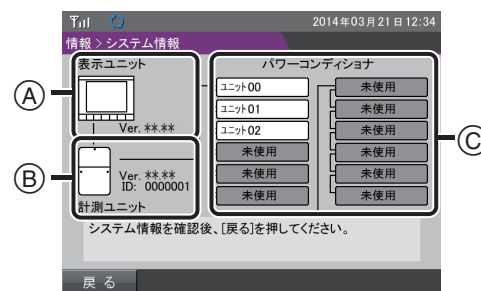 2014年03月21日12:34
情報＞システム情報
表示ユニット
Ver. **.**
Ver. **.**
ID: 0000001
計測ユニット
パワーコンディショナ
ユニット00
未使用
ユニット01
未使用
ユニット02
未使用
未使用
未使用
未使用
未使用
未使用
未使用
システム情報を確認後、[戻る]を押してください。
戻る
A
B
C